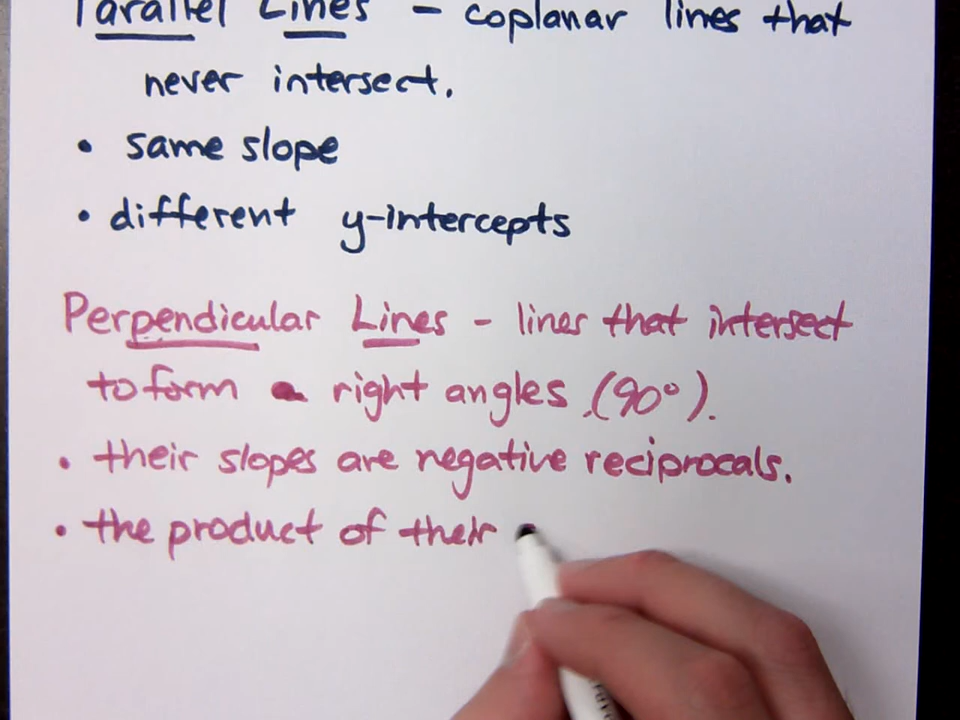 Parallel Lines - coplanar lines that
never intersect.
• same slope
• different y-intercepts
Perpendicular Lines - lines that intersect
to form right angles (90°).
• their slopes are negative reciprocals.
• the product of their